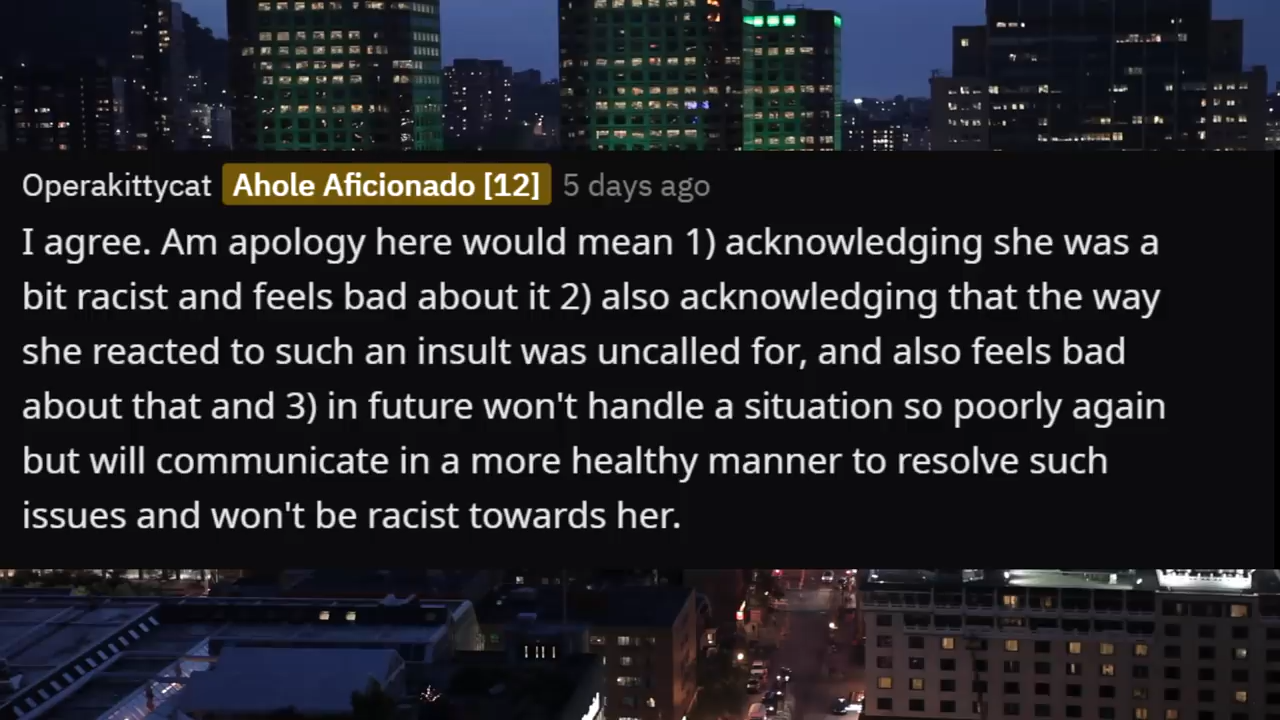 Operakittycat Ahole Aficionado [12] 5 days ago
I agree. Am apology here would mean 1) acknowledging she was a
bit racist and feels bad about it 2) also acknowledging that the way
she reacted to such an insult was uncalled for, and also feels bad
about that and 3) in future won't handle a situation so poorly again
but will communicate in a more healthy manner to resolve such
issues and won't be racist towards her.